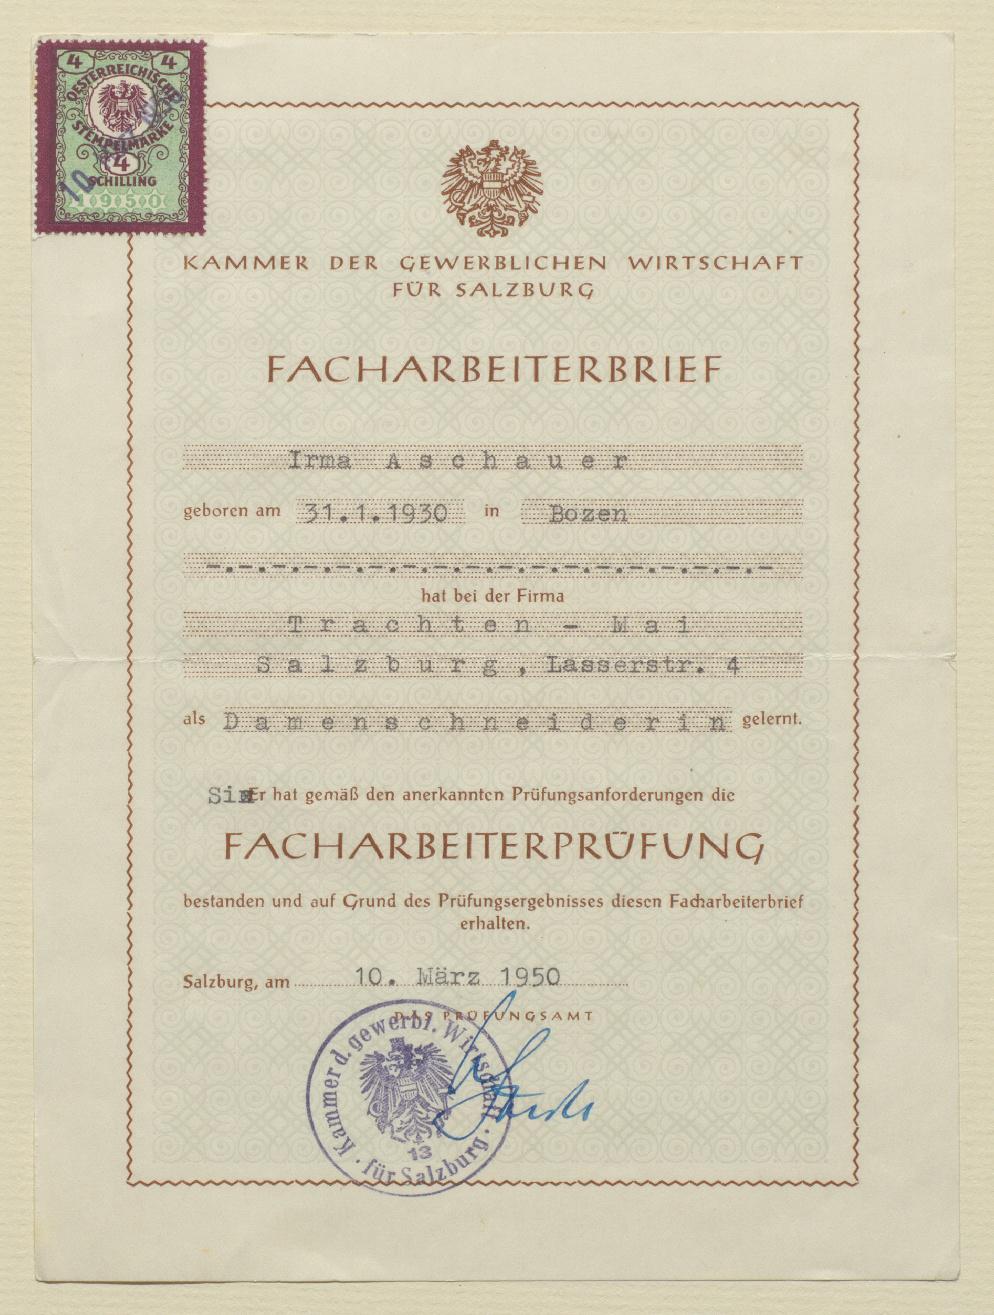 4 4
OESTERREICHISCHE
STEMPELMARKE
4
SCHILLING
1950
KAMMER DER GEWERBLICHEN WIRTSCHAFT
FÜR SALZBURG
FACHARBEITERBRIEF
Irma Aschauer
geboren am 31.1.1930 in Bozen
-.-.-.-.-.-.-.-.-.-.-.-.-.-.-.-.-.-.-.-.-.-.-.-.-.-.-
hat bei der Firma
Trachten - Mai
Salzburg, Lasserstr. 4
als Damenschneiderin gelernt.
Sie Er hat gemäß den anerkannten Prüfungsanforderungen die
FACHARBEITERPRÜFUNG
bestanden und auf Grund des Prüfungsergebnisses diesen Facharbeiterbrief
erhalten.
Salzburg, am 10. März 1950
DAS PRÜFUNGSAMT
Kammer d. gewerbl. Wirtschaft
13
für Salzburg